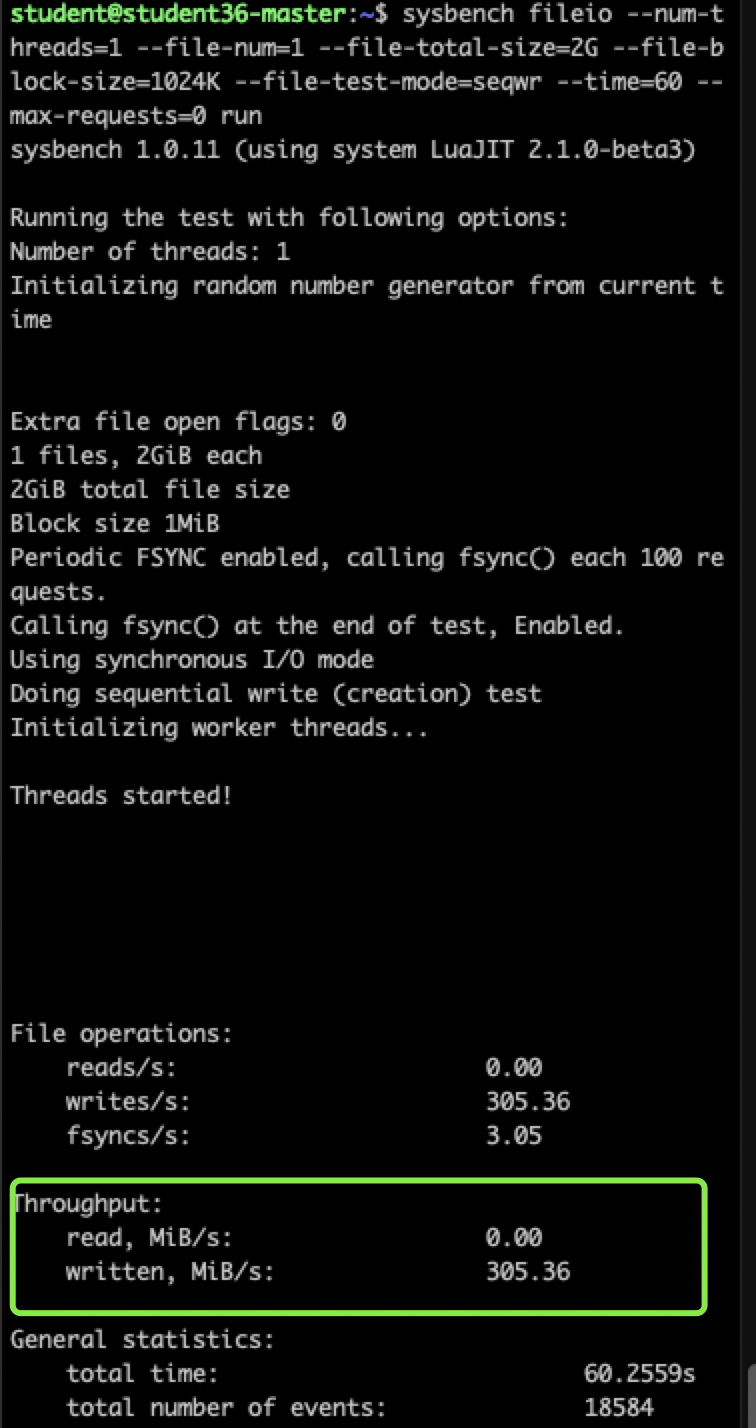 student@student36-master:~$ sysbench fileio --num-t
hreads=1 --file-num=1 --file-total-size=2G --file-b
lock-size=1024K --file-test-mode=seqwr --time=60 --
max-requests=0 run
sysbench 1.0.11 (using system LuaJIT 2.1.0-beta3)
Running the test with following options:
Number of threads: 1
Initializing random number generator from current t
ime
Extra file open flags: 0
1 files, 2GiB each
2GiB total file size
Block size 1MiB
Periodic FSYNC enabled, calling fsync() each 100 re
quests.
Calling fsync() at the end of test, Enabled.
Using synchronous I/O mode
Doing sequential write (creation) test
Initializing worker threads...
Threads started!
File operations:
reads/s: 0.00
writes/s: 305.36
fsyncs/s: 3.05
Throughput:
read, MiB/s: 0.00
written, MiB/s: 305.36
General statistics:
total time: 60.2559s
total number of events: 18584